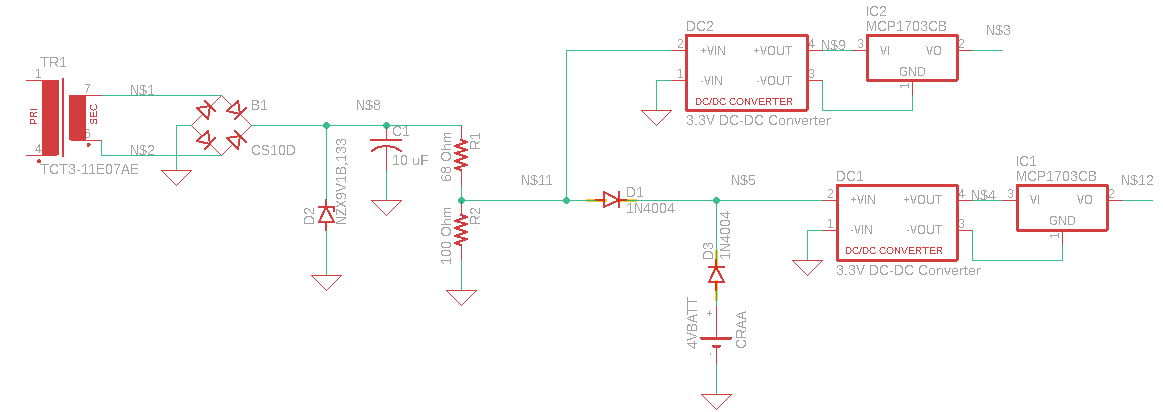 TR1
1
PRI
4
7
SEC
6
TCT3-11E07AE
N$1
N$2
B1
CS10D
N$8
D2
NZX9V1B,133
C1
10 uF
68 Ohm
R1
100 Ohm
R2
N$11
D1
1N4004
N$5
D3
1N4004
4VBATT
+
-
CRAA
DC2
2 +VIN +VOUT 4
1 -VIN -VOUT 3
DC/DC CONVERTER
3.3V DC-DC Converter
N$9
IC2
MCP1703CB
3 VI VO 2
GND
1
N$3
DC1
2 +VIN +VOUT 4
1 -VIN -VOUT 3
DC/DC CONVERTER
3.3V DC-DC Converter
N$4
IC1
MCP1703CB
3 VI VO 2
GND
1
N$12